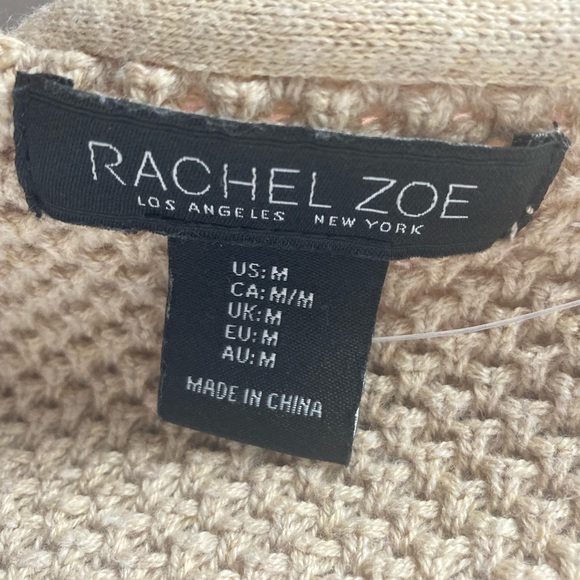 RACHEL ZOE
LOS ANGELES NEW YORK
US: M
CA: M/M
UK: M
EU: M
AU: M
MADE IN CHINA